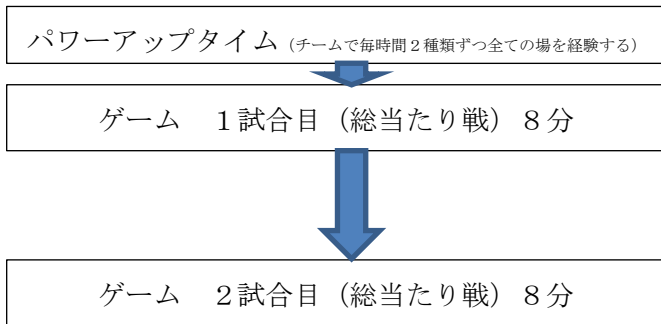 パワーアップタイム（チームで毎時間２種類ずつ全ての場を経験する）
ゲーム　１試合目（総当たり戦）８分
ゲーム　２試合目（総当たり戦）８分